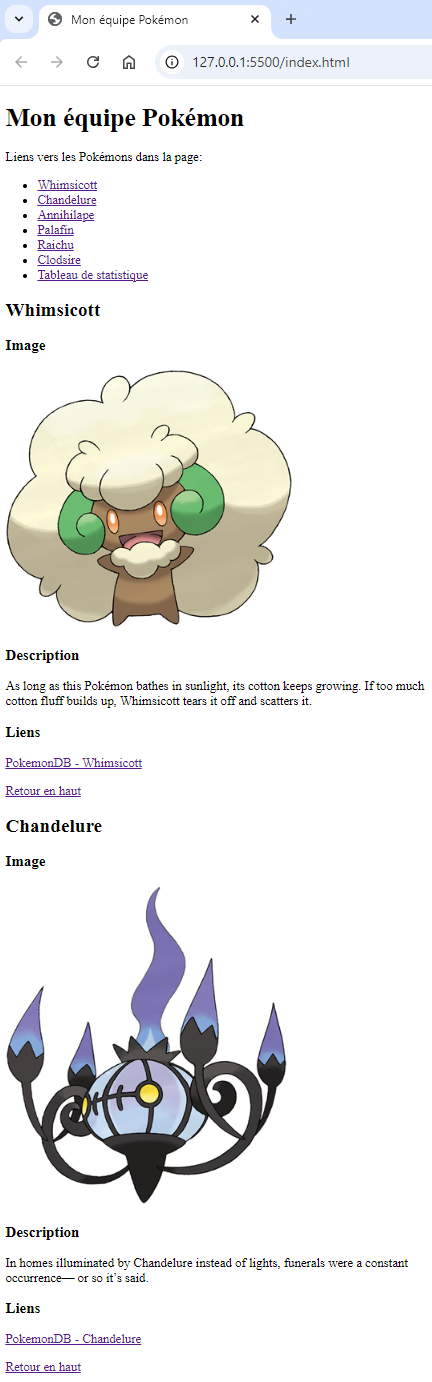 Mon équipe Pokémon
127.0.0.1:5500/index.html
Mon équipe Pokémon
Liens vers les Pokémons dans la page:
Whimsicott
Chandelure
Annihilape
Palafin
Raichu
Clodsire
Tableau de statistique
Whimsicott
Image
Description
As long as this Pokémon bathes in sunlight, its cotton keeps growing. If too much
cotton fluff builds up, Whimsicott tears it off and scatters it.
Liens
PokemonDB - Whimsicott
Retour en haut
Chandelure
Image
Description
In homes illuminated by Chandelure instead of lights, funerals were a constant
occurrence— or so it’s said.
Liens
PokemonDB - Chandelure
Retour en haut